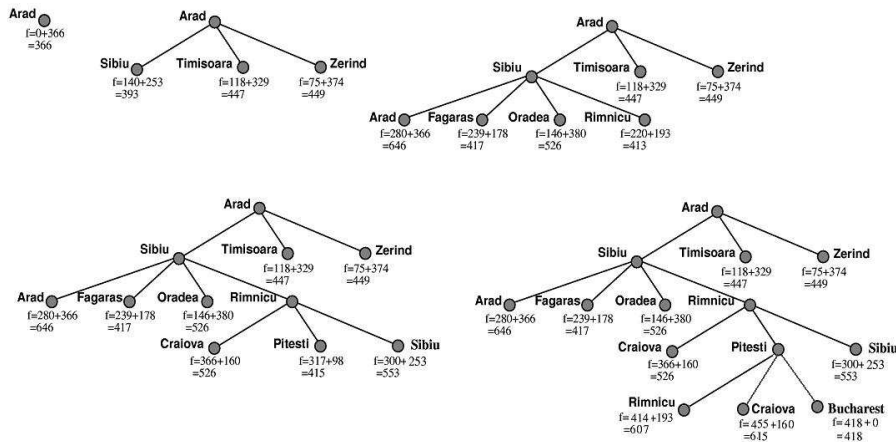 Arad
f=0+366
=366
Arad
Sibiu
f=140+253
=393
Timisoara
f=118+329
=447
Zerind
f=75+374
=449
Arad
Sibiu
Timisoara
f=118+329
=447
Zerind
f=75+374
=449
Arad
f=280+366
=646
Fagaras
f=239+178
=417
Oradea
f=146+380
=526
Rimnicu
f=220+193
=413
Arad
Sibiu
Timisoara
f=118+329
=447
Zerind
f=75+374
=449
Arad
f=280+366
=646
Fagaras
f=239+178
=417
Oradea
f=146+380
=526
Rimnicu
Craiova
f=366+160
=526
Pitesti
f=317+98
=415
Sibiu
f=300+ 253
=553
Arad
Sibiu
Timisoara
f=118+329
=447
Zerind
f=75+374
=449
Arad
f=280+366
=646
Fagaras
f=239+178
=417
Oradea
f=146+380
=526
Rimnicu
Craiova
f=366+160
=526
Pitesti
Sibiu
f=300+ 253
=553
Rimnicu
f= 414 +193
=607
Craiova
f= 455 +160
=615
Bucharest
f= 418 + 0
= 418